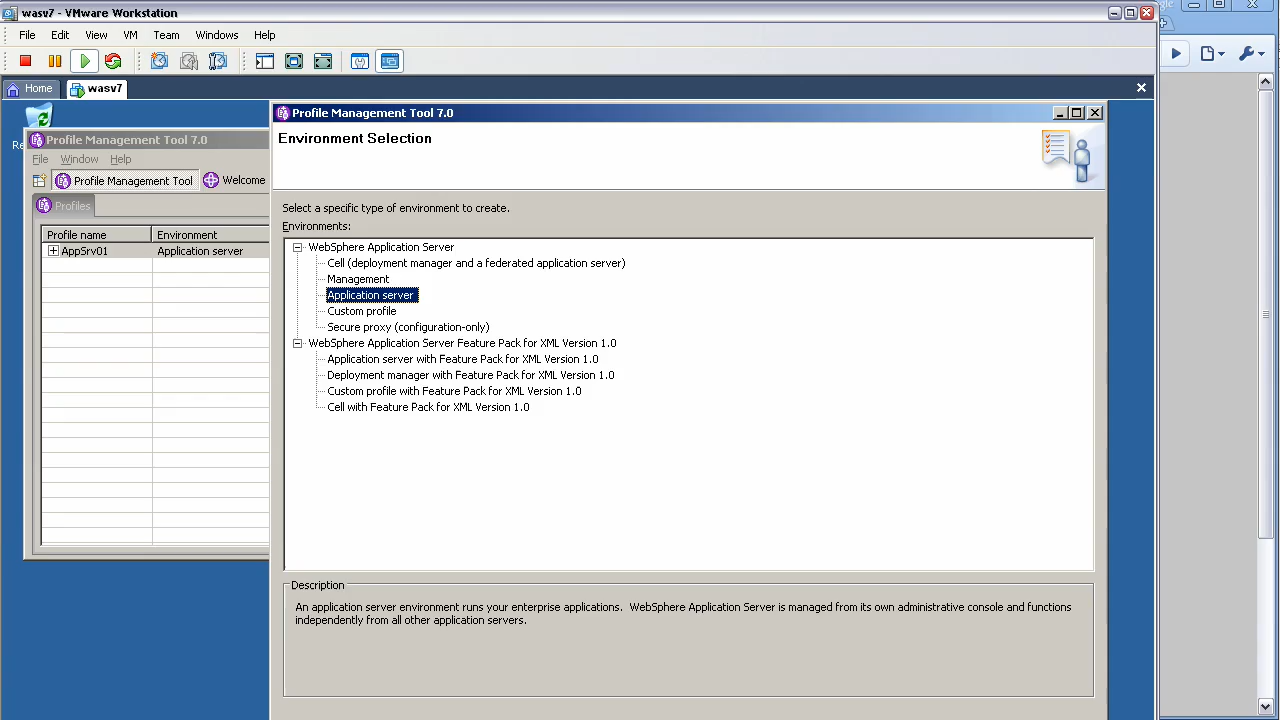 wasv7 - VMware Workstation
File Edit View VM Team Windows Help
Home wasv7
Profile Management Tool 7.0
File Window Help
Profile Management Tool Welcome
Profiles
Profile name Environment
AppSrv01 Application server
Profile Management Tool 7.0
Environment Selection
Select a specific type of environment to create.
Environments:
WebSphere Application Server
Cell (deployment manager and a federated application server)
Management
Application server
Custom profile
Secure proxy (configuration-only)
WebSphere Application Server Feature Pack for XML Version 1.0
Application server with Feature Pack for XML Version 1.0
Deployment manager with Feature Pack for XML Version 1.0
Custom profile with Feature Pack for XML Version 1.0
Cell with Feature Pack for XML Version 1.0
Description
An application server environment runs your enterprise applications. WebSphere Application Server is managed from its own administrative console and functions
independently from all other application servers.